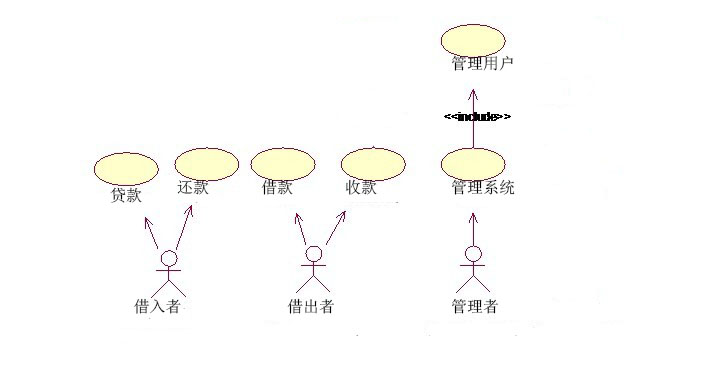 管理用户
<<include>>
贷款
还款
借款
收款
管理系统
借入者
借出者
管理者